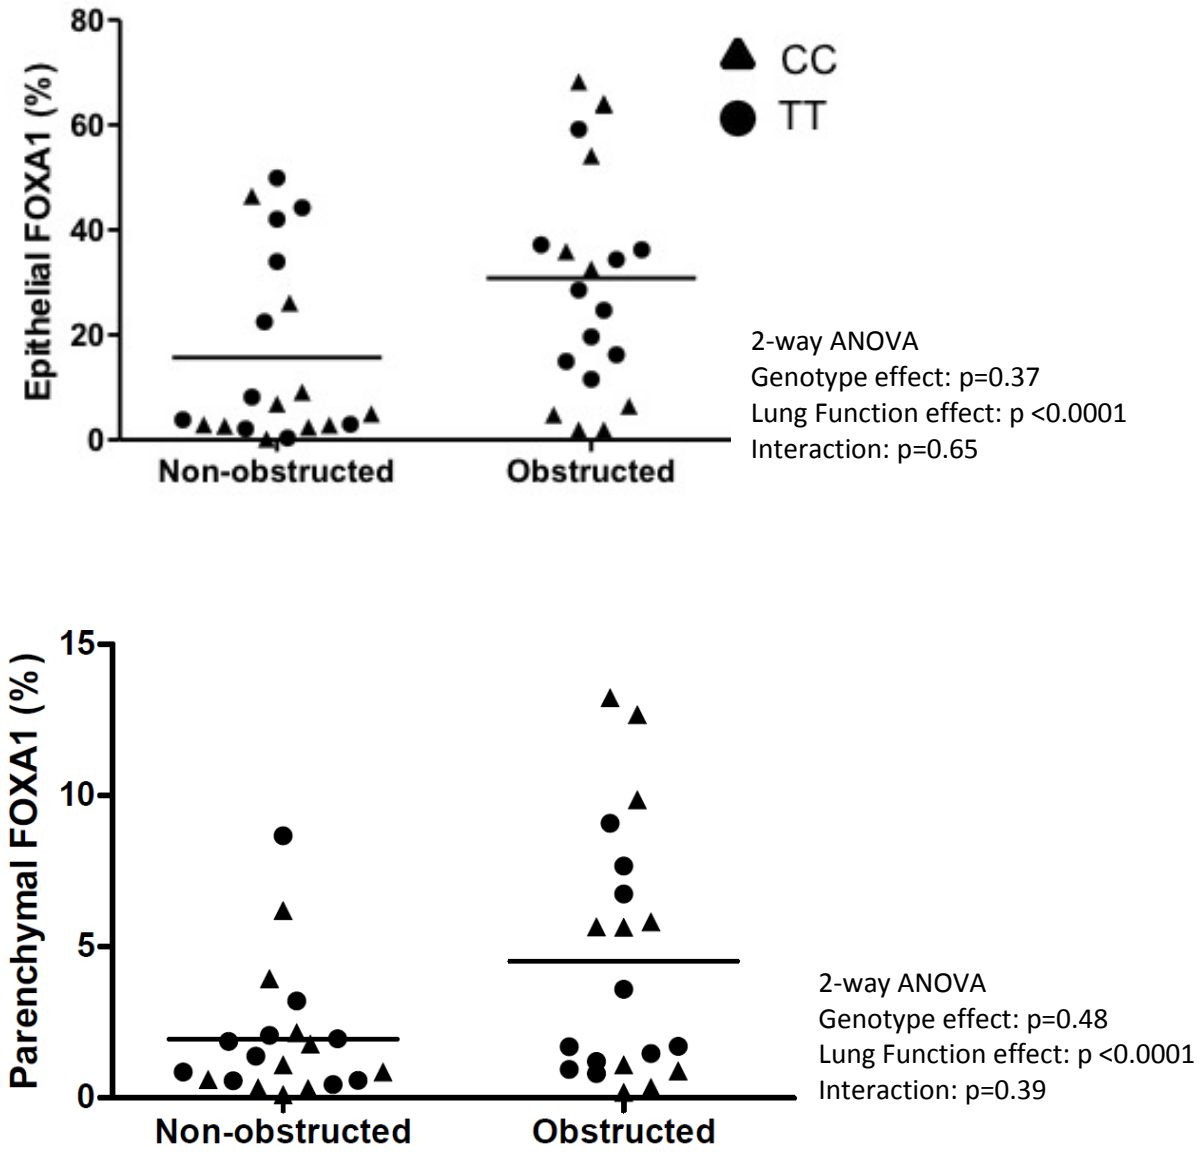 80
60
40
20
0
Epithelial FOXA1 (%)
CC
TT
Non-obstructed
Obstructed
2-way ANOVA
Genotype effect: p=0.37
Lung Function effect: p <0.0001
Interaction: p=0.65
15
10
5
0
Parenchymal FOXA1 (%)
Non-obstructed
Obstructed
2-way ANOVA
Genotype effect: p=0.48
Lung Function effect: p <0.0001
Interaction: p=0.39